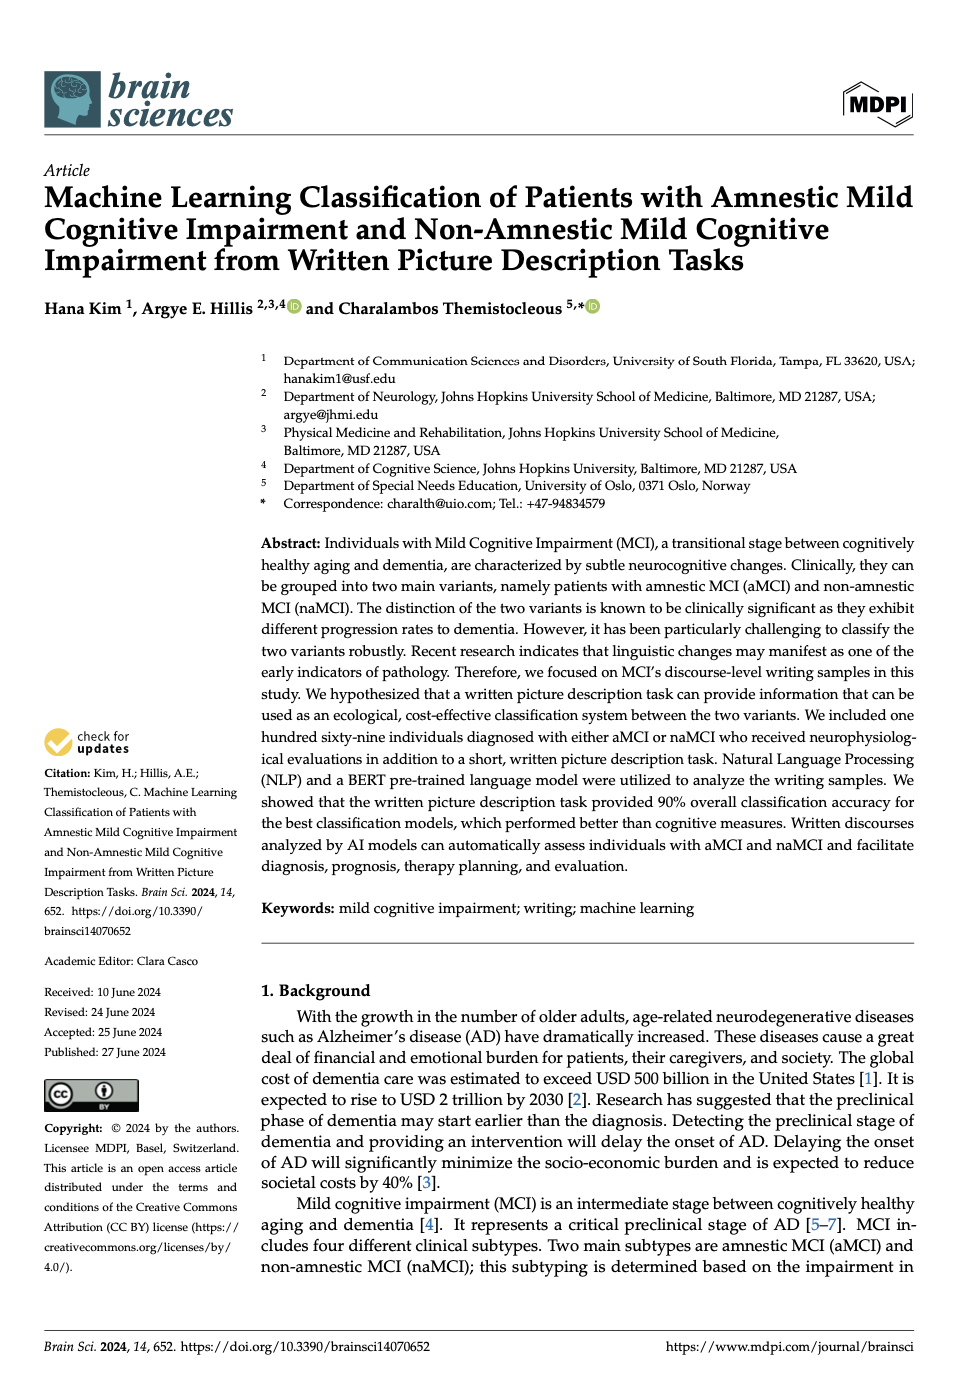 brain
sciences
MDPI
Article
Machine Learning Classification of Patients with Amnestic Mild
Cognitive Impairment and Non-Amnestic Mild Cognitive
Impairment from Written Picture Description Tasks
Hana Kim 1, Argye E. Hillis 2,3,4 iD and Charalambos Themistocleous 5,* iD
1 Department of Communication Sciences and Disorders, University of South Florida, Tampa, FL 33620, USA;
hanakim1@usf.edu
2 Department of Neurology, Johns Hopkins University School of Medicine, Baltimore, MD 21287, USA;
argye@jhmi.edu
3 Physical Medicine and Rehabilitation, Johns Hopkins University School of Medicine,
Baltimore, MD 21287, USA
4 Department of Cognitive Science, Johns Hopkins University, Baltimore, MD 21287, USA
5 Department of Special Needs Education, University of Oslo, 0371 Oslo, Norway
* Correspondence: charalth@uio.com; Tel.: +47-94834579
Abstract: Individuals with Mild Cognitive Impairment (MCI), a transitional stage between cognitively
healthy aging and dementia, are characterized by subtle neurocognitive changes. Clinically, they can
be grouped into two main variants, namely patients with amnestic MCI (aMCI) and non-amnestic
MCI (naMCI). The distinction of the two variants is known to be clinically significant as they exhibit
different progression rates to dementia. However, it has been particularly challenging to classify the
two variants robustly. Recent research indicates that linguistic changes may manifest as one of the
early indicators of pathology. Therefore, we focused on MCI's discourse-level writing samples in this
study. We hypothesized that a written picture description task can provide information that can be
used as an ecological, cost-effective classification system between the two variants. We included one
hundred sixty-nine individuals diagnosed with either aMCI or naMCI who received neurophysiolog-
ical evaluations in addition to a short, written picture description task. Natural Language Processing
(NLP) and a BERT pre-trained language model were utilized to analyze the writing samples. We
showed that the written picture description task provided 90% overall classification accuracy for
the best classification models, which performed better than cognitive measures. Written discourses
analyzed by AI models can automatically assess individuals with aMCI and naMCI and facilitate
diagnosis, prognosis, therapy planning, and evaluation.
Keywords: mild cognitive impairment; writing; machine learning
check for
updates
Citation: Kim, H.; Hillis, A.E.;
Themistocleous, C. Machine Learning
Classification of Patients with
Amnestic Mild Cognitive Impairment
and Non-Amnestic Mild Cognitive
Impairment from Written Picture
Description Tasks. Brain Sci. 2024, 14,
652. https://doi.org/10.3390/
brainsci14070652
Academic Editor: Clara Casco
Received: 10 June 2024
Revised: 24 June 2024
Accepted: 25 June 2024
Published: 27 June 2024
cc BY
Copyright: © 2024 by the authors.
Licensee MDPI, Basel, Switzerland.
This article is an open access article
distributed under the terms and
conditions of the Creative Commons
Attribution (CC BY) license (https://
creativecommons.org/licenses/by/
4.0/).
1. Background
With the growth in the number of older adults, age-related neurodegenerative diseases
such as Alzheimer's disease (AD) have dramatically increased. These diseases cause a great
deal of financial and emotional burden for patients, their caregivers, and society. The global
cost of dementia care was estimated to exceed USD 500 billion in the United States [1]. It is
expected to rise to USD 2 trillion by 2030 [2]. Research has suggested that the preclinical
phase of dementia may start earlier than the diagnosis. Detecting the preclinical stage of
dementia and providing an intervention will delay the onset of AD. Delaying the onset
of AD will significantly minimize the socio-economic burden and is expected to reduce
societal costs by 40% [3].
Mild cognitive impairment (MCI) is an intermediate stage between cognitively healthy
aging and dementia [4]. It represents a critical preclinical stage of AD [5–7]. MCI in-
cludes four different clinical subtypes. Two main subtypes are amnestic MCI (aMCI) and
non-amnestic MCI (naMCI); this subtyping is determined based on the impairment in
Brain Sci. 2024, 14, 652. https://doi.org/10.3390/brainsci14070652
https://www.mdpi.com/journal/brainsci